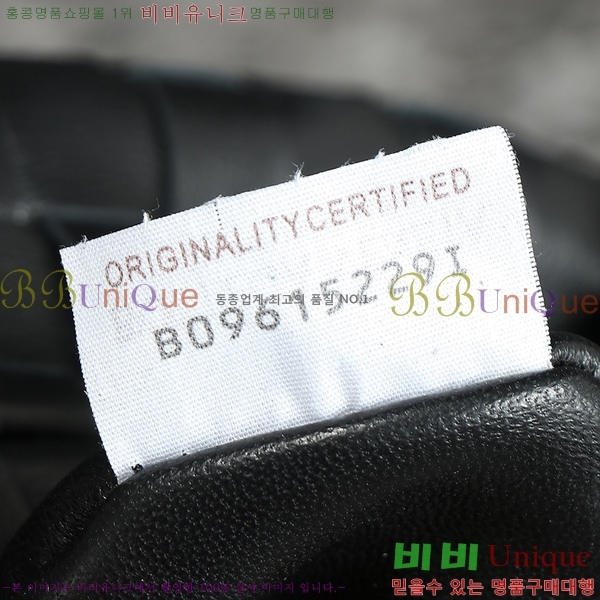 홍콩명품쇼핑몰 1위 비비유니크명품구매대행
ORIGINALITY CERTIFIED
BBUniQue 동종업계 최고의 품질 NO.1 BBUniQue
B09615229I
비비 Unique
믿을수 있는 명품구매대행